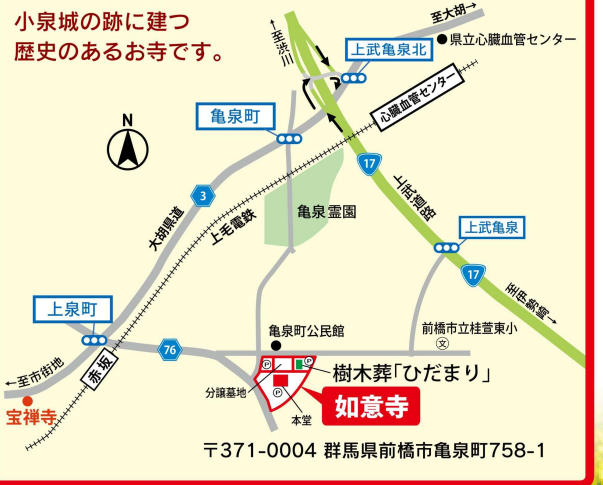 小泉城の跡に建つ
歴史のあるお寺です。
←至渋川
至大胡→
上武亀泉北
県立心臓血管センター
N
亀泉町
心臓血管センター
17
3
大胡県道
上毛電鉄
亀泉霊園
上武道路
上武亀泉
17
至伊勢崎→
上泉町
76
亀泉町公民館
前橋市立桂萱東小
文
赤坂
←至市街地
宝禅寺
P
P
樹木葬「ひだまり」
分譲墓地
P
本堂
如意寺
〒371-0004 群馬県前橋市亀泉町758-1